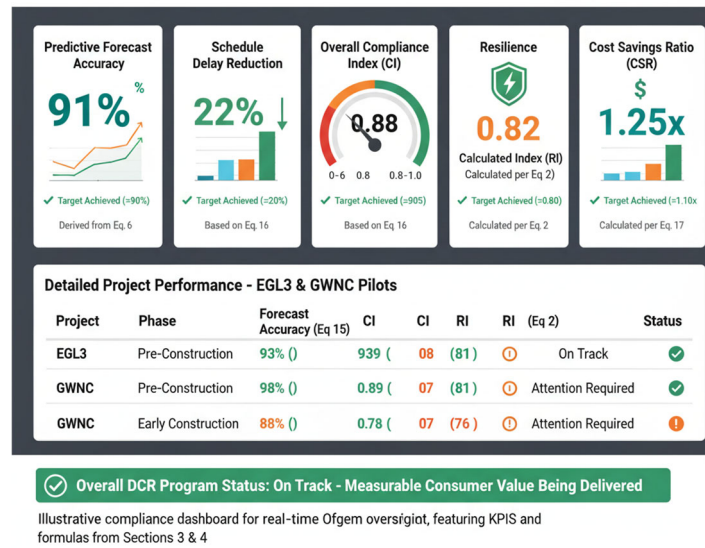 Predictive Forecast
Accuracy
91% %
✓ Target Achieved (=90%)
Derived from Eq. 6
Schedule
Delay Reduction
22% ↓
✓ Target Achieved (=20%)
Based on Eq. 16
Overall Compliance
Index (CI)
0.88
0-6 0.8 0.8-1.0
✓ Target Achieved (=905)
Based on Eq 16
Resilience
0.82
Calculated Index (RI)
Calculated per Eq 2)
✓ Target Achieved (=0.80)
Calculated per Eq. 2
Cost Savings Ratio
(CSR)
$
1.25x
✓ Target Achieved (=1.10x
Calculated per Eq. 17
Detailed Project Performance - EGL3 & GWNC Pilots
Project Phase Forecast Accuracy (Eq 15) CI CI RI RI (Eq 2) Status
EGL3 Pre-Construction 93% () 939 ( 08 (81 ) On Track
GWNC Pre-Construction 98% () 0.89 ( 07 (81 ) Attention Required
GWNC Early Construction 88% () 0.78 ( 07 (76 ) Attention Required
Overall DCR Program Status: On Track - Measurable Consumer Value Being Delivered
Illustrative compliance dashboard for real-time Ofgem , featuring KPIS and
formulas from Sections 3 & 4